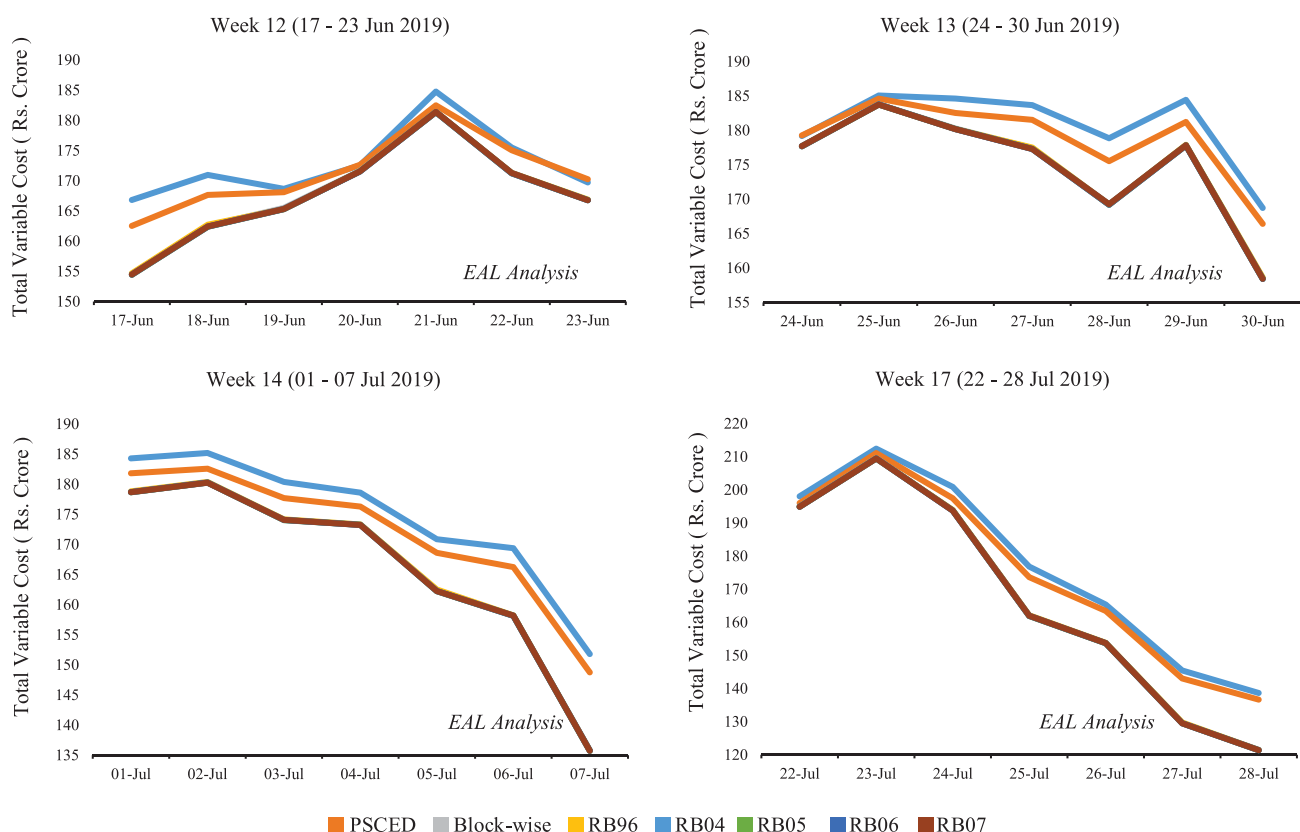 Week 12 (17 - 23 Jun 2019)
Total Variable Cost ( Rs. Crore )
190
185
180
175
170
165
160
155
150
EAL Analysis
17-Jun 18-Jun 19-Jun 20-Jun 21-Jun 22-Jun 23-Jun
Week 13 (24 - 30 Jun 2019)
Total Variable Cost ( Rs. Crore )
190
185
180
175
170
165
160
155
EAL Analysis
24-Jun 25-Jun 26-Jun 27-Jun 28-Jun 29-Jun 30-Jun
Week 14 (01 - 07 Jul 2019)
Total Variable Cost ( Rs. Crore )
190
185
180
175
170
165
160
155
150
145
140
135
EAL Analysis
01-Jul 02-Jul 03-Jul 04-Jul 05-Jul 06-Jul 07-Jul
Week 17 (22 - 28 Jul 2019)
Total Variable Cost ( Rs. Crore )
220
210
200
190
180
170
160
150
140
130
120
EAL Analysis
22-Jul 23-Jul 24-Jul 25-Jul 26-Jul 27-Jul 28-Jul
PSCED Block-wise RB96 RB04 RB05 RB06 RB07